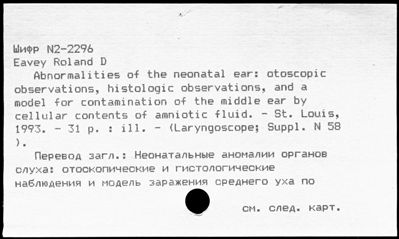 Шифр N2-2296
Eavey Roland D
Abnormalities of the neonatal ear: otoscopic
observations, histologic observations, and a
model for contamination of the middle ear by
cellular contents of amniotic fluid. - St. Louis,
1993. - 31 p. : ill. - (Laryngoscope; Suppl. N 58
).
Перевод загл.: Неонатальные аномалии органов
слуха: отоскопические и гистологические
наблюдения и модель заражения среднего уха по
см. след. карт.